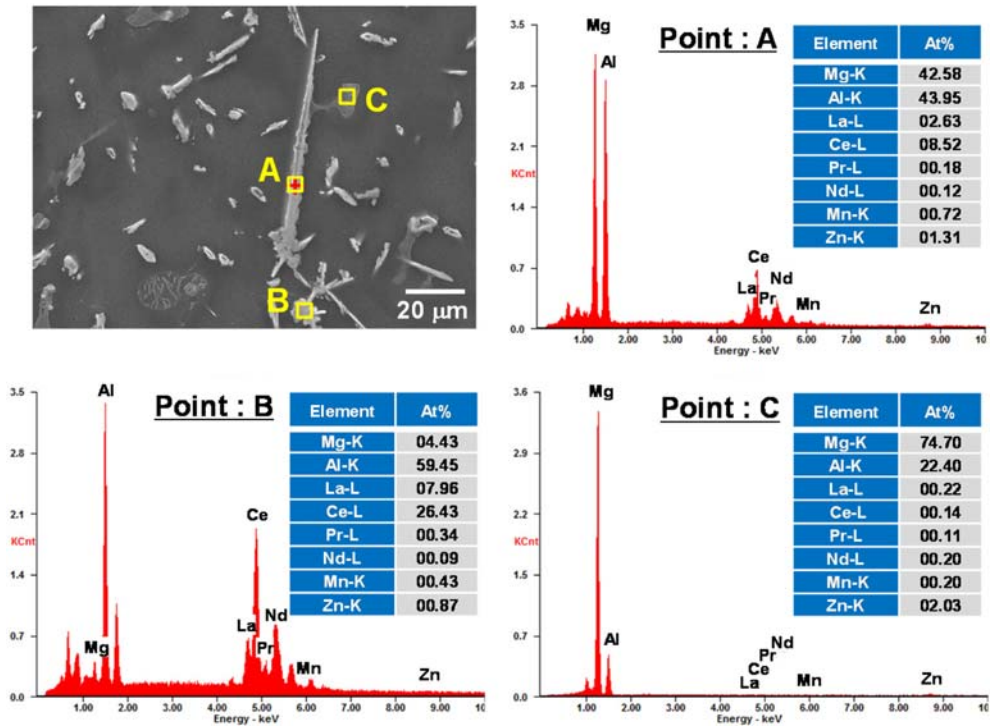 A
B
C
20 μm
Point : A
Element At%
Mg-K 42.58
Al-K 43.95
La-L 02.63
Ce-L 08.52
Pr-L 00.18
Nd-L 00.12
Mn-K 00.72
Zn-K 01.31
3.5
2.8
2.1
KCnt
1.4
0.7
0.0
Mg
Al
La
Ce
Pr
Nd
Mn
Zn
1.00 2.00 3.00 4.00 5.00 6.00 7.00 8.00 9.00 10
Energy - keV
Point : B
Element At%
Mg-K 04.43
Al-K 59.45
La-L 07.96
Ce-L 26.43
Pr-L 00.34
Nd-L 00.09
Mn-K 00.43
Zn-K 00.87
3.5
2.8
2.1
KCnt
1.4
0.7
0.0
Al
Mg
La
Ce
Pr
Nd
Mn
Zn
1.00 2.00 3.00 4.00 5.00 6.00 7.00 8.00 9.00 10
Energy - keV
Point : C
Element At%
Mg-K 74.70
Al-K 22.40
La-L 00.22
Ce-L 00.14
Pr-L 00.11
Nd-L 00.20
Mn-K 00.20
Zn-K 02.03
3.6
2.9
2.2
KCnt
1.5
0.7
0.0
Mg
Al
La
Ce
Pr
Nd
Mn
Zn
1.00 2.00 3.00 4.00 5.00 6.00 7.00 8.00 9.00 10
Energy - keV